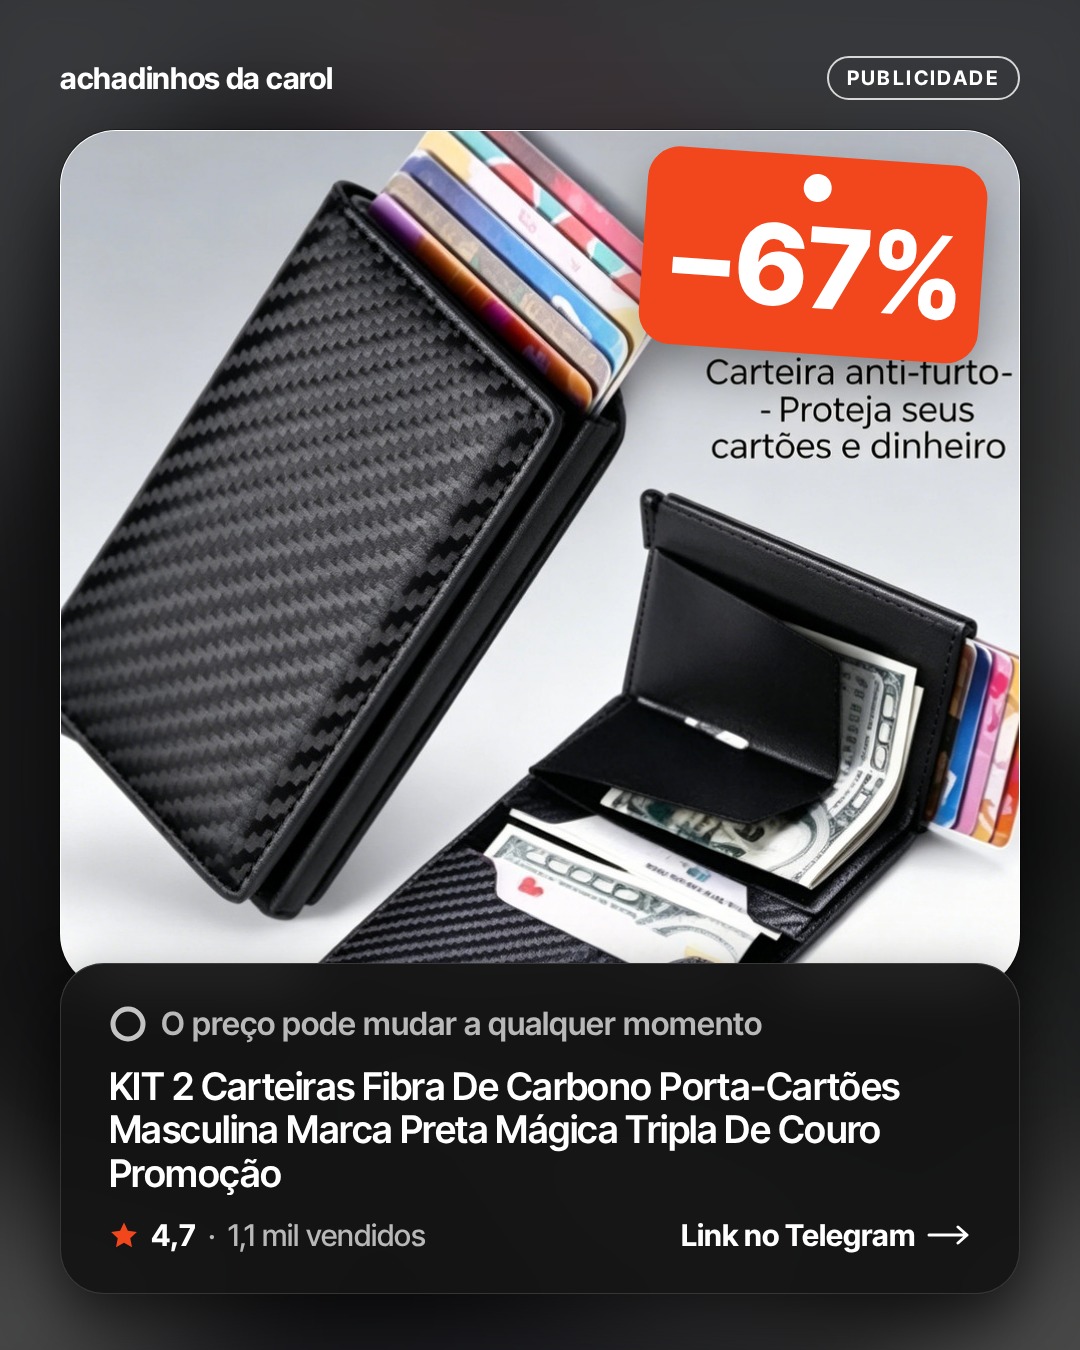 achadinhos da carol
PUBLICIDADE
−67%
Carteira anti-furto-
- Proteja seus
cartões e dinheiro
O preço pode mudar a qualquer momento
KIT 2 Carteiras Fibra De Carbono Porta-Cartões
Masculina Marca Preta Mágica Tripla De Couro
Promoção
4,7 · 1,1 mil vendidos
Link no Telegram →